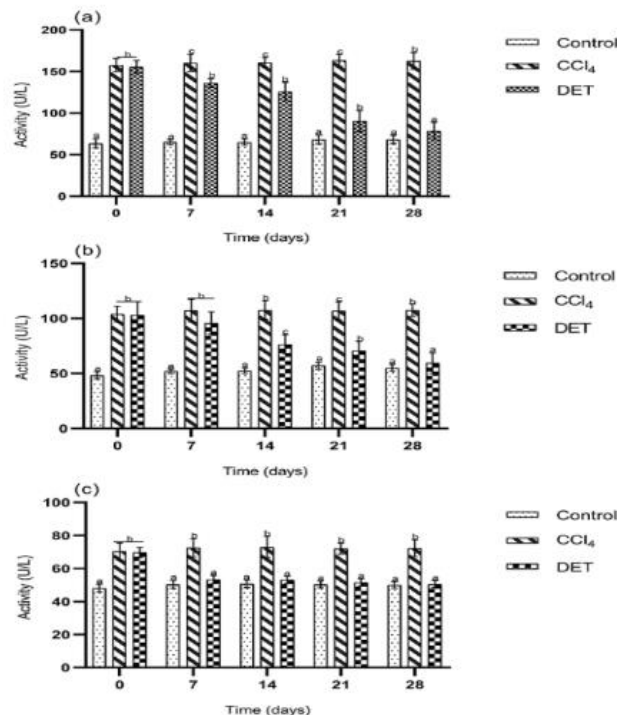 (a)
Activity (U/L)
200
150
100
50
0
a b a c b a c b a c b a b a
0 7 14 21 28
Time (days)
Control
CCl₄
DET
(b)
Activity (U/L)
150
100
50
0
a b a b a b c a c b a b a
0 7 14 21 28
Time (days)
Control
CCl₄
DET
(c)
Activity (U/L)
100
80
60
40
20
0
a b a b a a b a a b a a b a
0 7 14 21 28
Time (days)
Control
CCl₄
DET